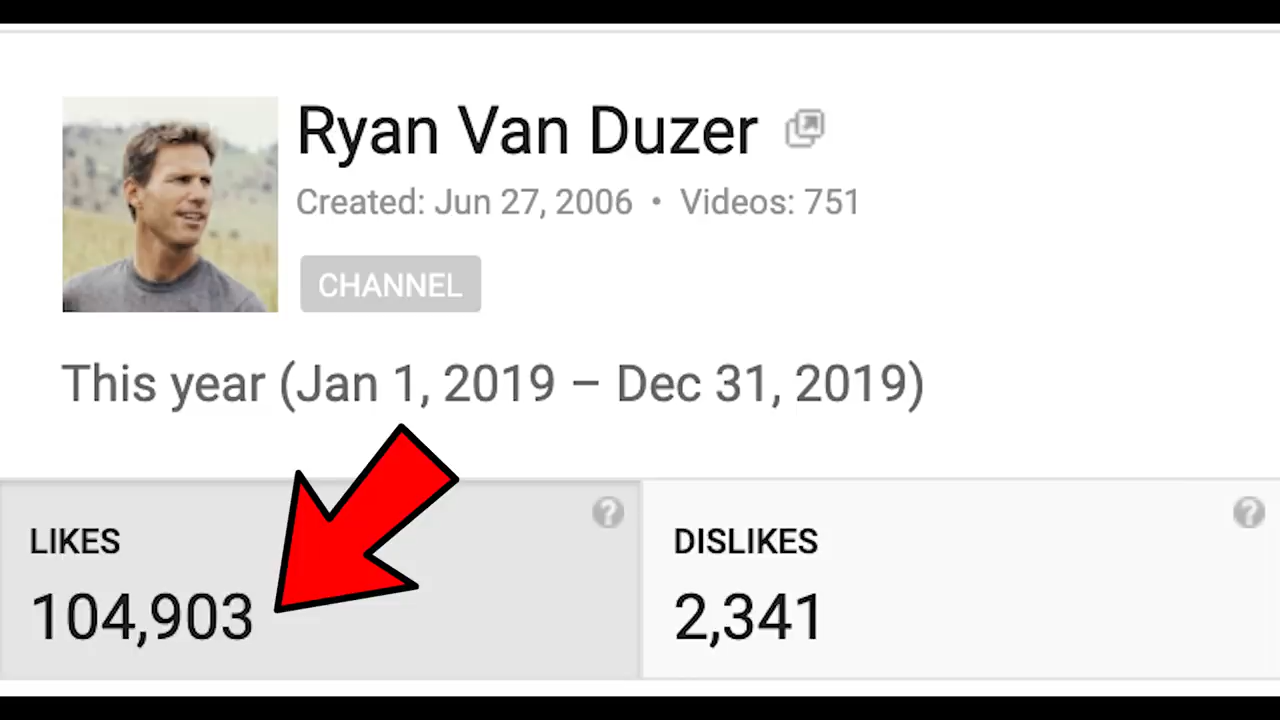 Ryan Van Duzer
Created: Jun 27, 2006 • Videos: 751
CHANNEL
This year (Jan 1, 2019 – Dec 31, 2019)
? ?
LIKES DISLIKES
104,903 2,341